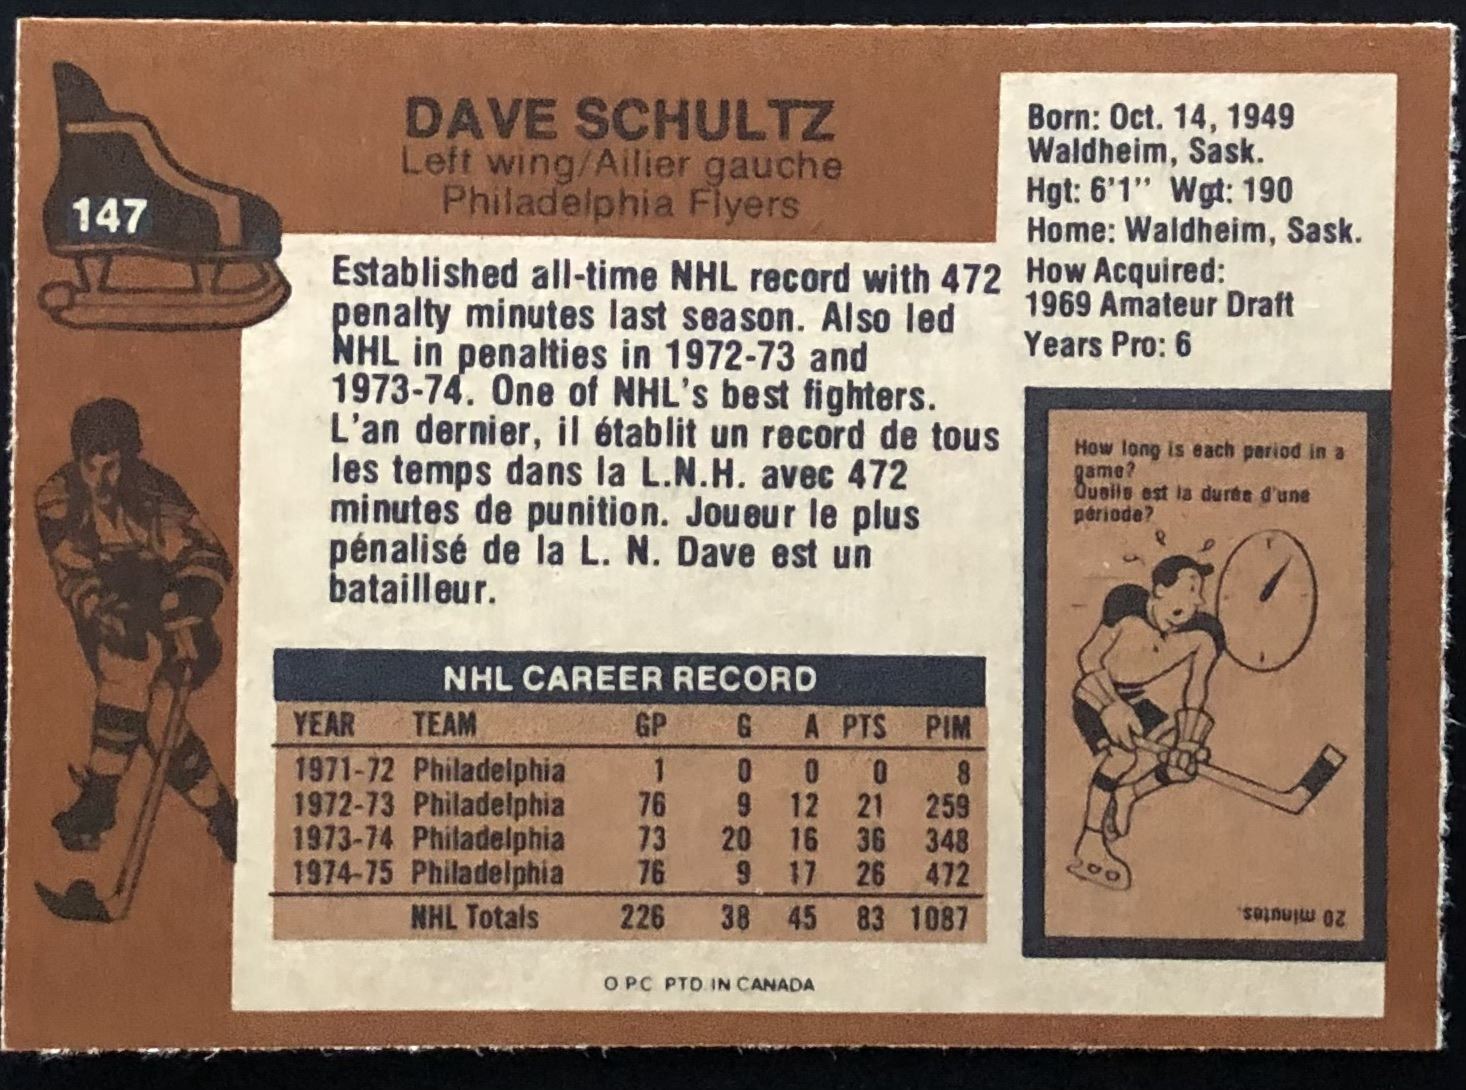 147
DAVE SCHULTZ
Left wing/Ailier gauche
Philadelphia Flyers
Established all-time NHL record with 472
penalty minutes last season. Also led
NHL in penalties in 1972-73 and
1973-74. One of NHL's best fighters.
L'an dernier, il établit un record de tous
les temps dans la L.N.H. avec 472
minutes de punition. Joueur le plus
pénalisé de la L. N. Dave est un
batailleur.
Born: Oct. 14, 1949
Waldheim, Sask.
Hgt: 6'1" Wgt: 190
Home: Waldheim, Sask.
How Acquired:
1969 Amateur Draft
Years Pro: 6
How long is each period in a
game?
Quelle est la durée d'une
période?
20 minutes.
NHL CAREER RECORD
YEAR TEAM GP G A PTS PIM
1971-72 Philadelphia 1 0 0 0 8
1972-73 Philadelphia 76 9 12 21 259
1973-74 Philadelphia 73 20 16 36 348
1974-75 Philadelphia 76 9 17 26 472
NHL Totals 226 38 45 83 1087
O P C PTD. IN CANADA